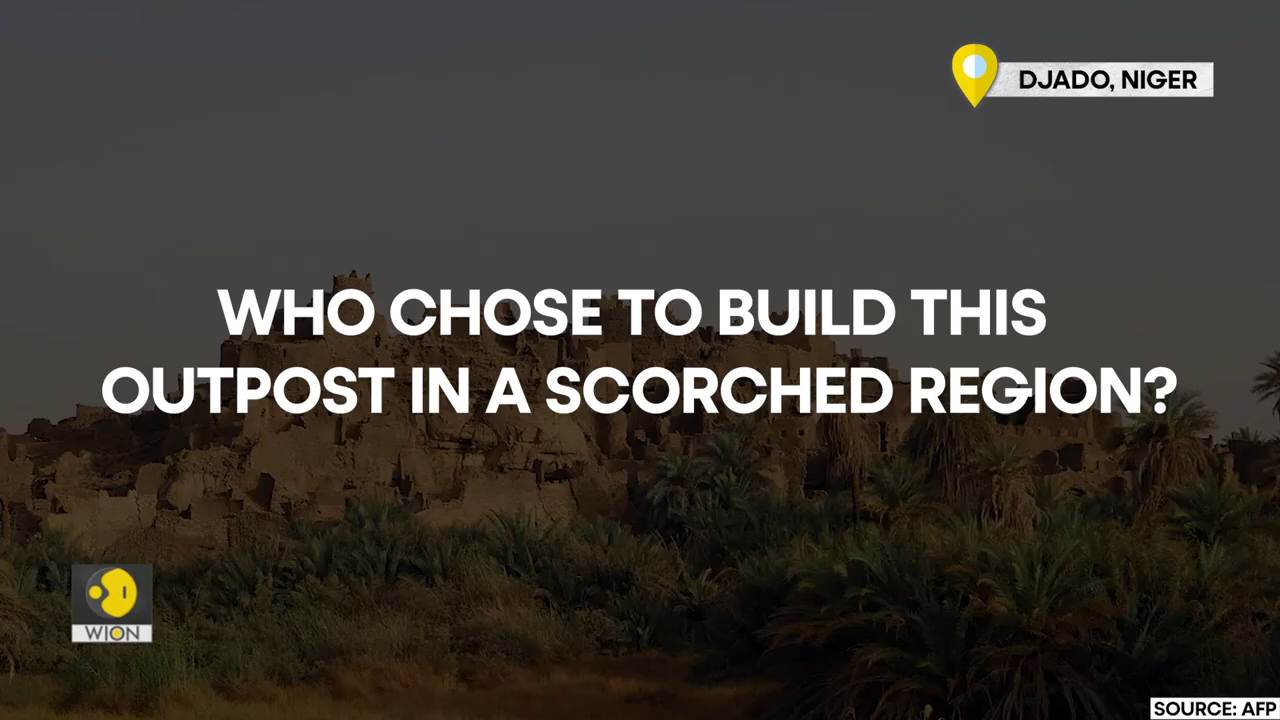 DJADO, NIGER
WHO CHOSE TO BUILD THIS
OUTPOST IN A SCORCHED REGION?
WION
SOURCE: AFP